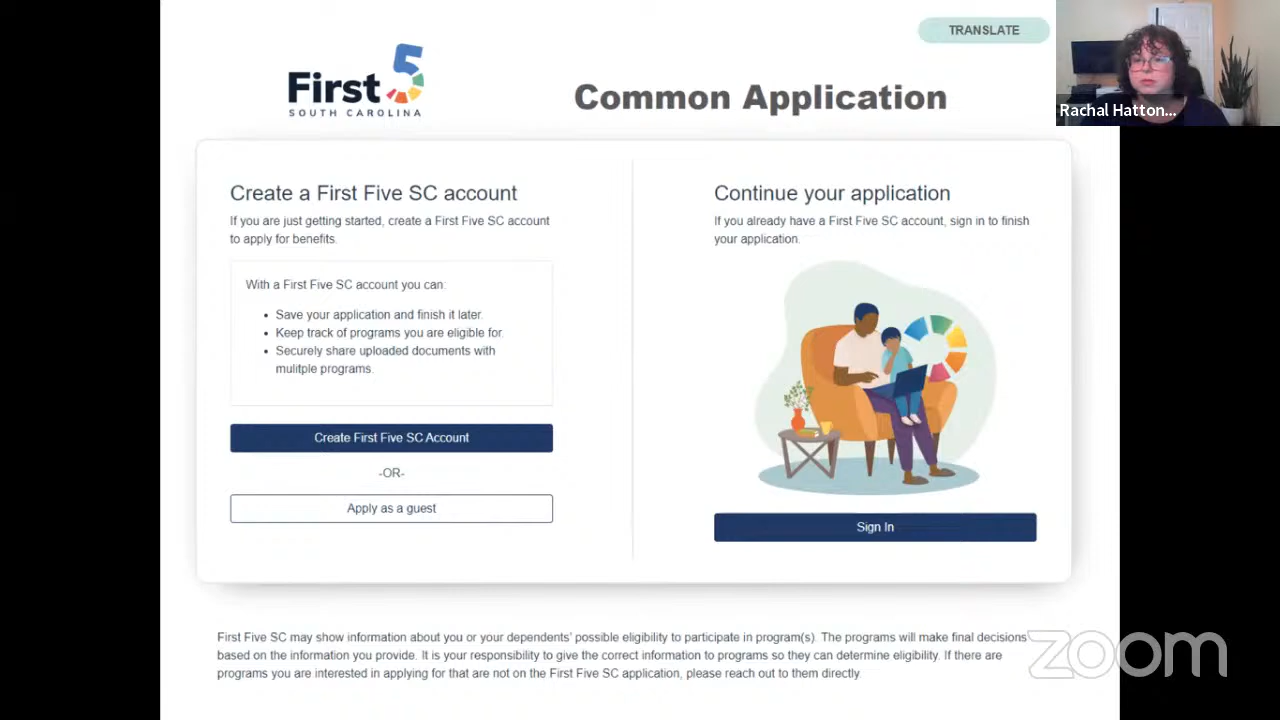 TRANSLATE
First 5
SOUTH CAROLINA
Common Application
Rachal Hatton...
Create a First Five SC account
If you are just getting started, create a First Five SC account
to apply for benefits.
With a First Five SC account you can:
• Save your application and finish it later.
• Keep track of programs you are eligible for.
• Securely share uploaded documents with
mulitple programs.
Create First Five SC Account
-OR-
Apply as a guest
Continue your application
If you already have a First Five SC account, sign in to finish
your application.
Sign In
First Five SC may show information about you or your dependents' possible eligibility to participate in program(s). The programs will make final decisions
based on the information you provide. It is your responsibility to give the correct information to programs so they can determine eligibility. If there are
programs you are interested in applying for that are not on the First Five SC application, please reach out to them directly.
zoom